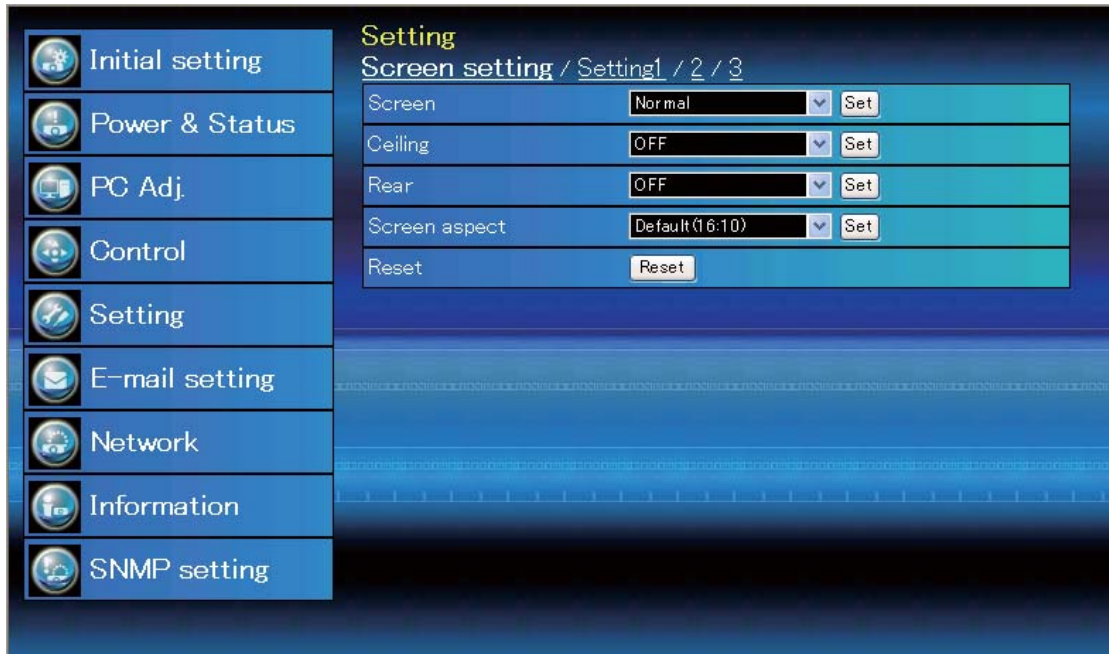 Initial setting
Power & Status
PC Adj.
Control
Setting
E-mail setting
Network
Information
SNMP setting
Setting
Screen setting / Setting1 / 2 / 3
Screen Normal Set
Ceiling OFF Set
Rear OFF Set
Screen aspect Default(16:10) Set
Reset Reset